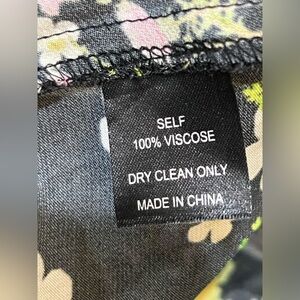 SELF
100% VISCOSE
DRY CLEAN ONLY
MADE IN CHINA